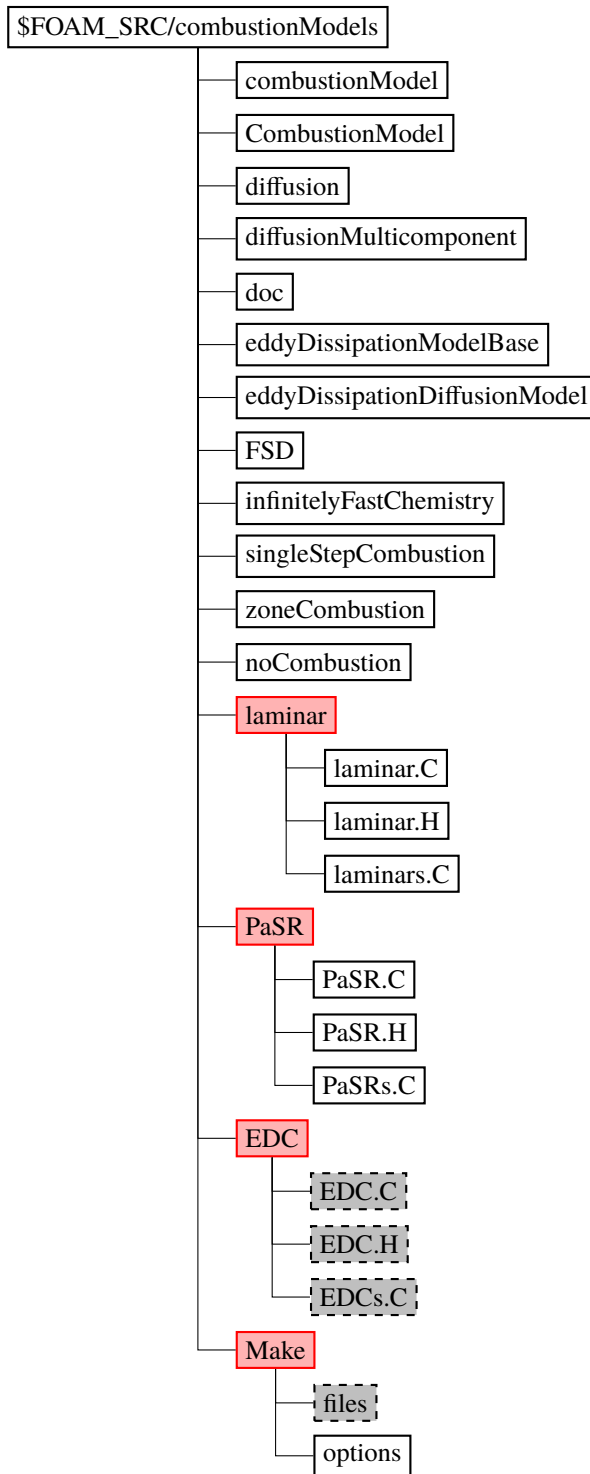 $FOAM_SRC/combustionModels
combustionModel
CombustionModel
diffusion
diffusionMulticomponent
doc
eddyDissipationModelBase
eddyDissipationDiffusionModel
FSD
infinitelyFastChemistry
singleStepCombustion
zoneCombustion
noCombustion
laminar
laminar.C
laminar.H
laminars.C
PaSR
PaSR.C
PaSR.H
PaSRs.C
EDC
EDC.C
EDC.H
EDCs.C
Make
files
options